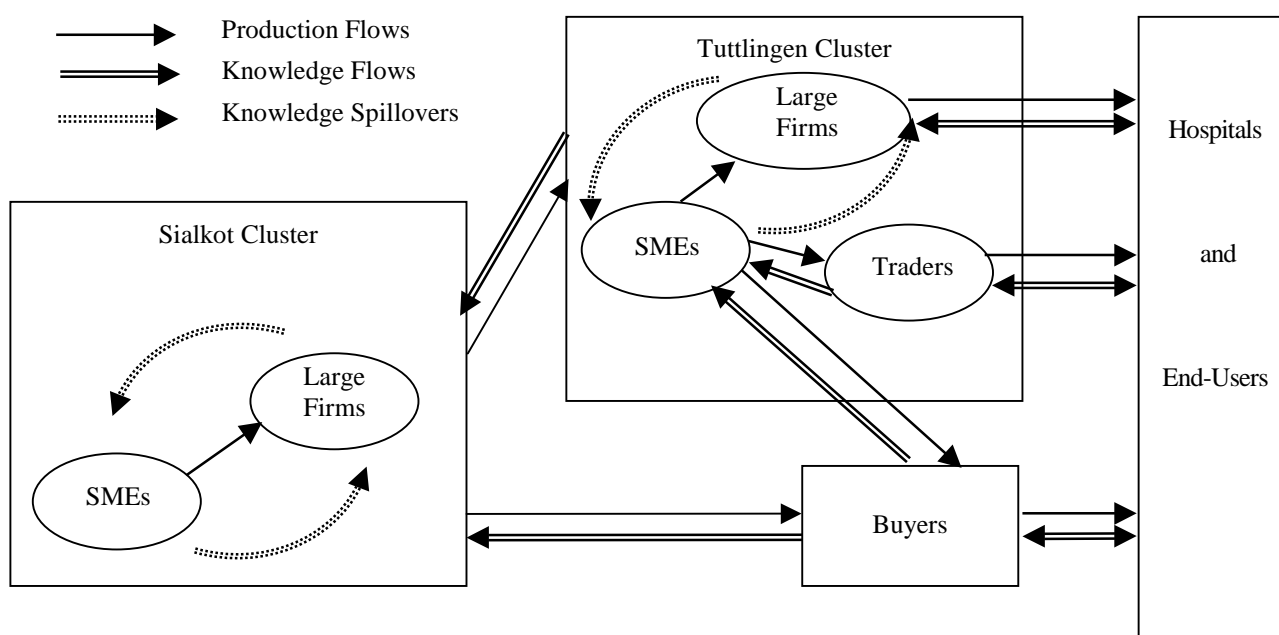 Production Flows
Knowledge Flows
Knowledge Spillovers
Tuttlingen Cluster
Large
Firms
SMEs
Traders
Hospitals
and
End-Users
Sialkot Cluster
Large
Firms
SMEs
Buyers